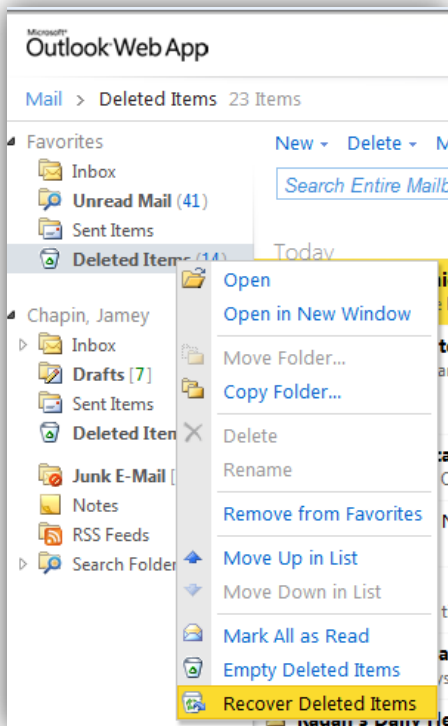 Microsoft®
Outlook Web App
Mail > Deleted Items 23 Items
Favorites
Inbox
Unread Mail (41)
Sent Items
Deleted Items (14)
Chapin, Jamey
Inbox
Drafts [7]
Sent Items
Deleted Iten
Junk E-Mail [
Notes
RSS Feeds
Search Folder
New Delete M
Search Entire Mailb
Today
Open
Open in New Window
Move Folder...
Copy Folder...
Delete
Rename
Remove from Favorites
Move Up in List
Move Down in List
Mark All as Read
Empty Deleted Items
Recover Deleted Items